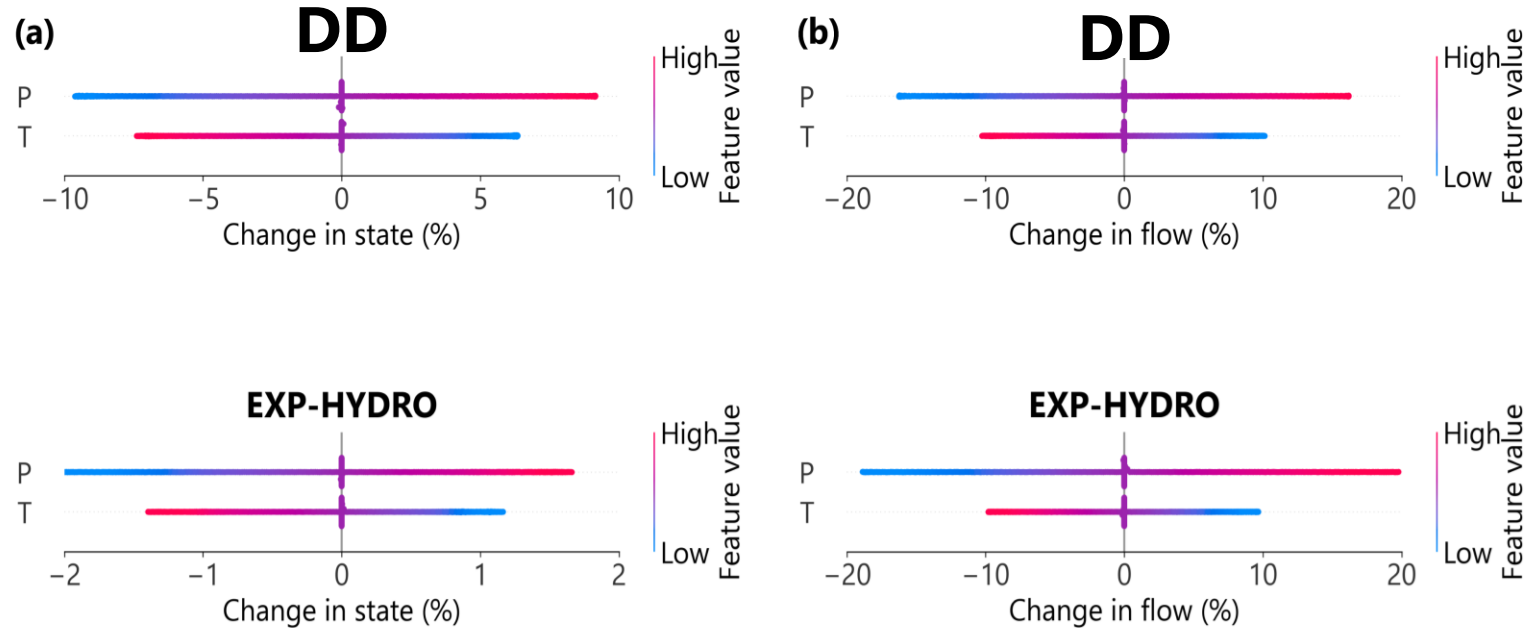 (a)
DD
High
P
T
Low
Feature value
−10 −5 0 5 10
Change in state (%)
(b)
DD
High
P
T
Low
Feature value
−20 −10 0 10 20
Change in flow (%)
EXP-HYDRO
High
P
T
Low
Feature value
−2 −1 0 1 2
Change in state (%)
EXP-HYDRO
High
P
T
Low
Feature value
−20 −10 0 10 20
Change in flow (%)